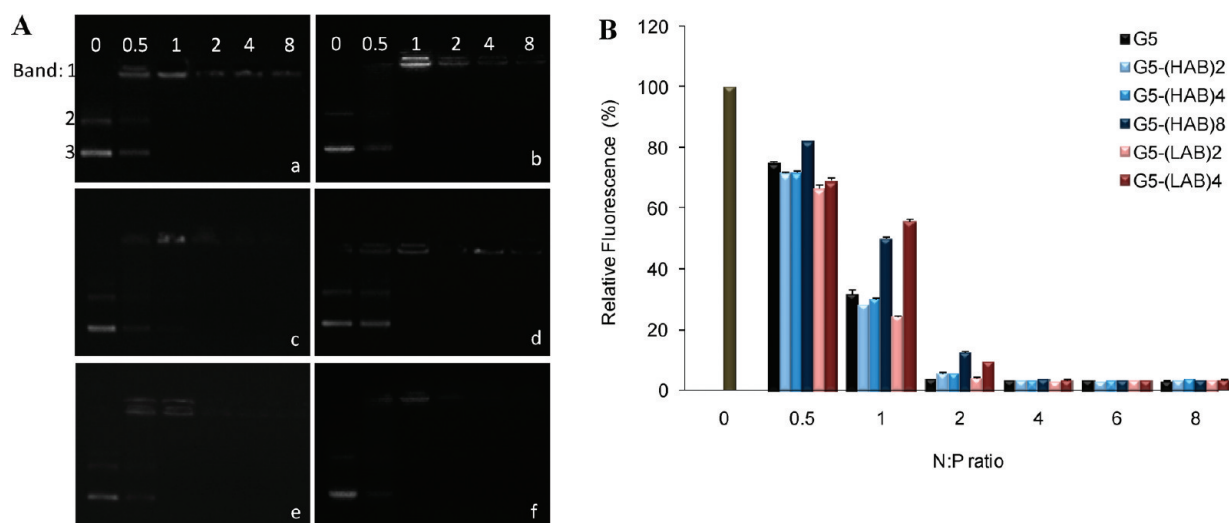 A
0 0.5 1 2 4 8
0 0.5 1 2 4 8
Band: 1
2
3
a
b
c
d
e
f
B
120
100
80
60
40
20
0
Relative Fluorescence (%)
0 0.5 1 2 4 6 8
N:P ratio
G5
G5-(HAB)2
G5-(HAB)4
G5-(HAB)8
G5-(LAB)2
G5-(LAB)4